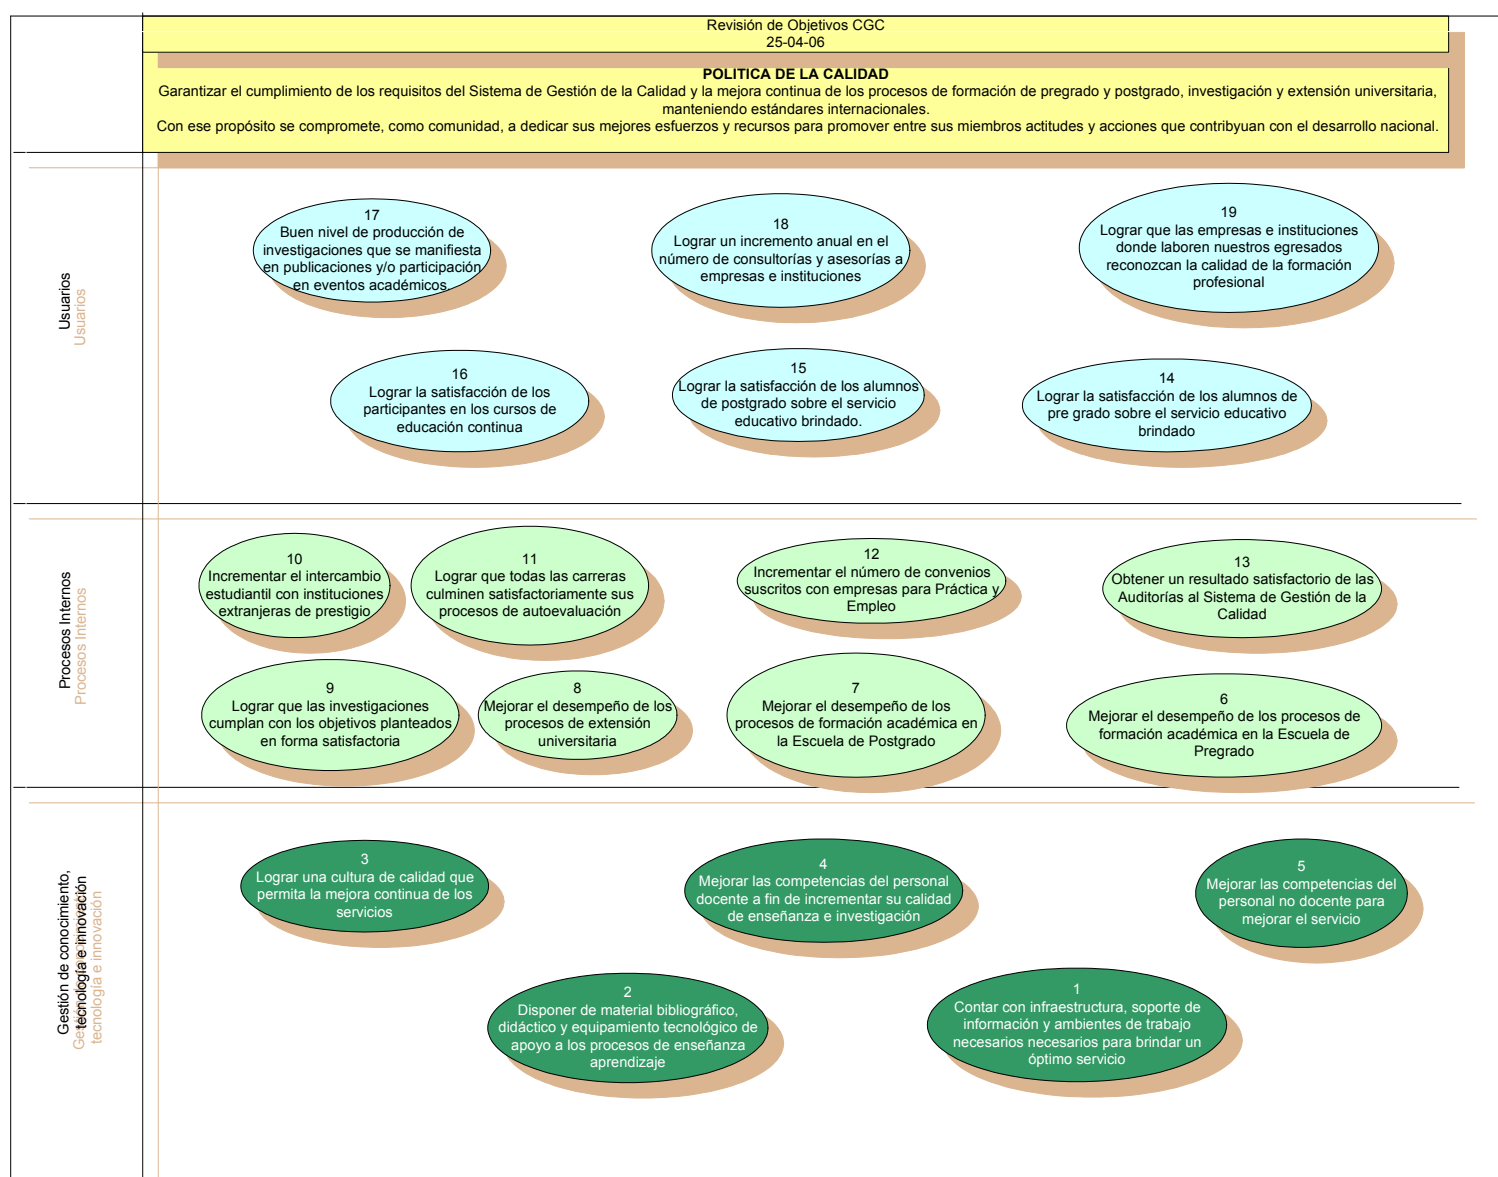 Revisión de Objetivos CGC
25-04-06
POLITICA DE LA CALIDAD
Garantizar el cumplimiento de los requisitos del Sistema de Gestión de la Calidad y la mejora continua de los procesos de formación de pregrado y postgrado, investigación y extensión universitaria,
manteniendo estándares internacionales.
Con ese propósito se compromete, como comunidad, a dedicar sus mejores esfuerzos y recursos para promover entre sus miembros actitudes y acciones que contribyuan con el desarrollo nacional.
Usuarios
17
Buen nivel de producción de
investigaciones que se manifiesta
en publicaciones y/o participación
en eventos académicos.
18
Lograr un incremento anual en el
número de consultorías y asesorías a
empresas e instituciones
19
Lograr que las empresas e instituciones
donde laboren nuestros egresados
reconozcan la calidad de la formación
profesional
16
Lograr la satisfacción de los
participantes en los cursos de
educación continua
15
Lograr la satisfacción de los alumnos
de postgrado sobre el servicio
educativo brindado.
14
Lograr la satisfacción de los alumnos de
pre grado sobre el servicio educativo
brindado
Procesos Internos
10
Incrementar el intercambio
estudiantil con instituciones
extranjeras de prestigio
11
Lograr que todas las carreras
culminen satisfactoriamente sus
procesos de autoevaluación
12
Incrementar el número de convenios
suscritos con empresas para Práctica y
Empleo
13
Obtener un resultado satisfactorio de las
Auditorías al Sistema de Gestión de la
Calidad
9
Lograr que las investigaciones
cumplan con los objetivos planteados
en forma satisfactoria
8
Mejorar el desempeño de los
procesos de extensión
universitaria
7
Mejorar el desempeño de los
procesos de formación académica en
la Escuela de Postgrado
6
Mejorar el desempeño de los procesos de
formación académica en la Escuela de
Pregrado
Gestión de conocimiento,
tecnología e innovación
3
Lograr una cultura de calidad que
permita la mejora continua de los
servicios
4
Mejorar las competencias del personal
docente a fin de incrementar su calidad
de enseñanza e investigación
5
Mejorar las competencias del
personal no docente para
mejorar el servicio
2
Disponer de material bibliográfico,
didáctico y equipamiento tecnológico de
apoyo a los procesos de enseñanza
aprendizaje
1
Contar con infraestructura, soporte de
información y ambientes de trabajo
necesarios necesarios para brindar un
óptimo servicio